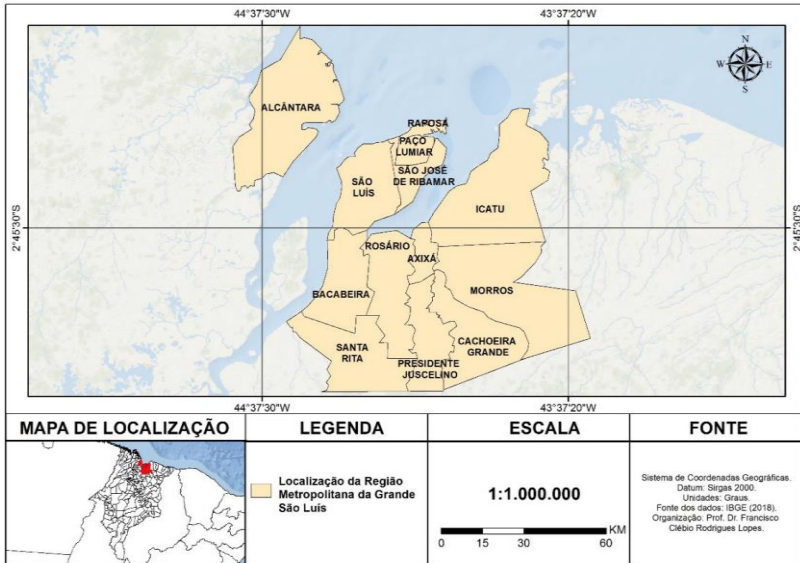 44°37'30"W
43°37'20"W
N
W
E
S
ALCÂNTARA
RAPOSA
PAÇO
LUMIAR
SÃO JOSÉ
DE RIBAMAR
SÃO
LUÍS
ICATU
2°45'30"S
2°45'30"S
ROSÁRIO
AXIXÁ
BACABEIRA
MORROS
SANTA
RITA
CACHOEIRA
GRANDE
PRESIDENTE
JUSCELINO
44°37'30"W
43°37'20"W
MAPA DE LOCALIZAÇÃO
LEGENDA
Localização da Região
Metropolitana da Grande
São Luís
ESCALA
1:1.000.000
KM
0 15 30 60
FONTE
Sistema de Coordenadas Geográficas.
Datum: Sirgas 2000.
Unidades: Graus.
Fonte dos dados: IBGE (2018).
Organização: Prof. Dr. Francisco
Clébio Rodrigues Lopes.